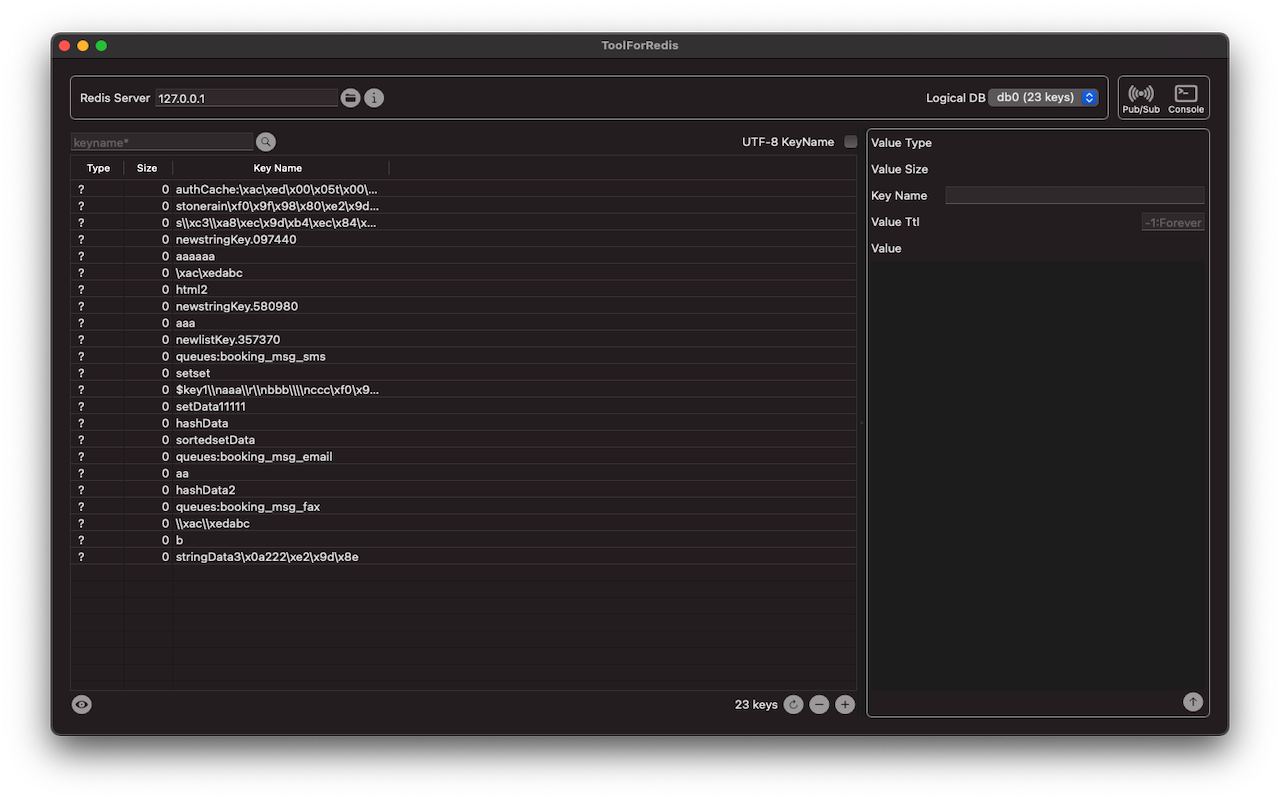 ToolForRedis
Redis Server 127.0.0.1 Logical DB db0 (23 keys) Pub/Sub Console
keyname* UTF-8 KeyName
Type Size Key Name
? 0 authCache:\xac\xed\x00\x05t\x00\...
? 0 stonerain\xf0\x9f\x98\x80\xe2\x9d...
? 0 s\\xc3\\xa8\xec\x9d\xb4\xec\x84\x...
? 0 newstringKey.097440
? 0 aaaaaa
? 0 \xac\xedabc
? 0 html2
? 0 newstringKey.580980
? 0 aaa
? 0 newlistKey.357370
? 0 queues:booking_msg_sms
? 0 setset
? 0 $key1\\naaa\\r\\nbbb\\\\nccc\xf0\x9...
? 0 setData11111
? 0 hashData
? 0 sortedsetData
? 0 queues:booking_msg_email
? 0 aa
? 0 hashData2
? 0 queues:booking_msg_fax
? 0 \\xac\\xedabc
? 0 b
? 0 stringData3\x0a222\xe2\x9d\x8e
23 keys
Value Type
Value Size
Key Name
Value Ttl -1:Forever
Value